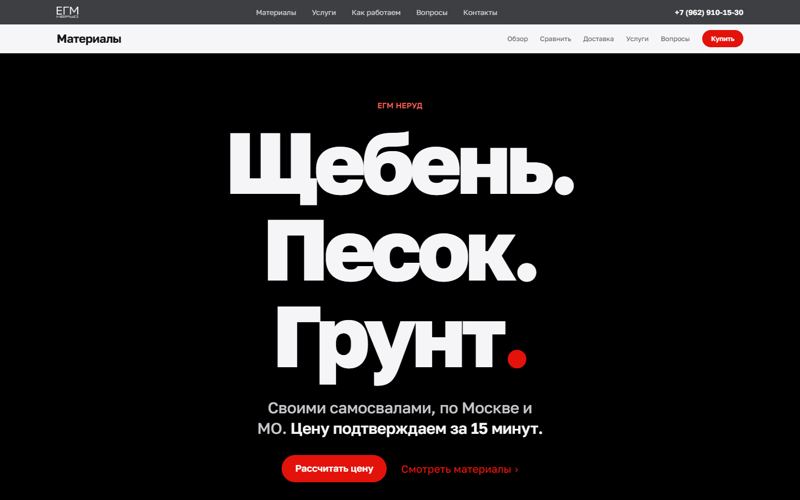 ЕГМ
Материалы Услуги Как работаем Вопросы Контакты
+7 (962) 910-15-30
Материалы
Обзор Сравнить Доставка Услуги Вопросы Купить
ЕГМ НЕРУД
Щебень.
Песок.
Грунт.
Своими самосвалами, по Москве и
МО. Цену подтверждаем за 15 минут.
Рассчитать цену Смотреть материалы ›